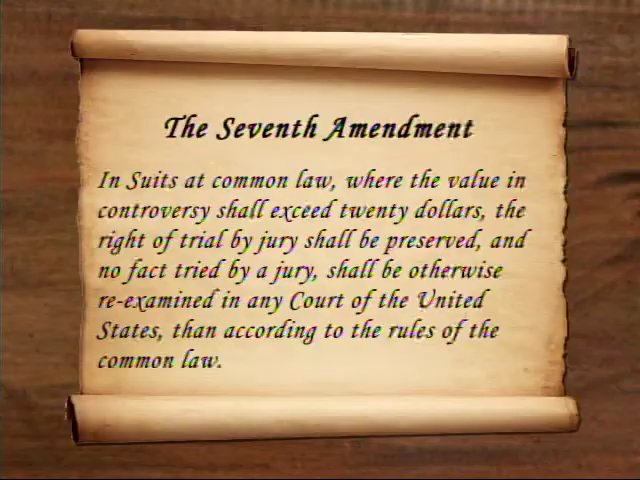 The Seventh Amendment
In Suits at common law, where the value in
controversy shall exceed twenty dollars, the
right of trial by jury shall be preserved, and
no fact tried by a jury, shall be otherwise
re-examined in any Court of the United
States, than according to the rules of the
common law.